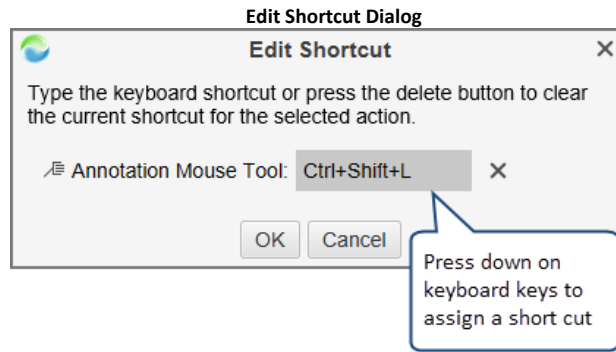 Edit Shortcut Dialog
Edit Shortcut
Type the keyboard shortcut or press the delete button to clear
the current shortcut for the selected action.
Annotation Mouse Tool: Ctrl+Shift+L
OK Cancel
Press down on
keyboard keys to
assign a short cut